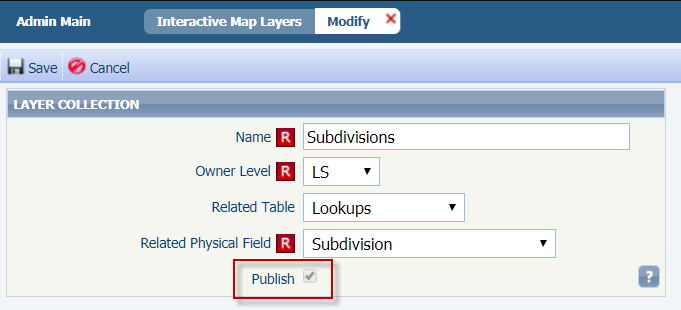 Admin Main Interactive Map Layers Modify
Save Cancel
LAYER COLLECTION
Name R Subdivisions
Owner Level R LS
Related Table Lookups
Related Physical Field R Subdivision
Publish ?